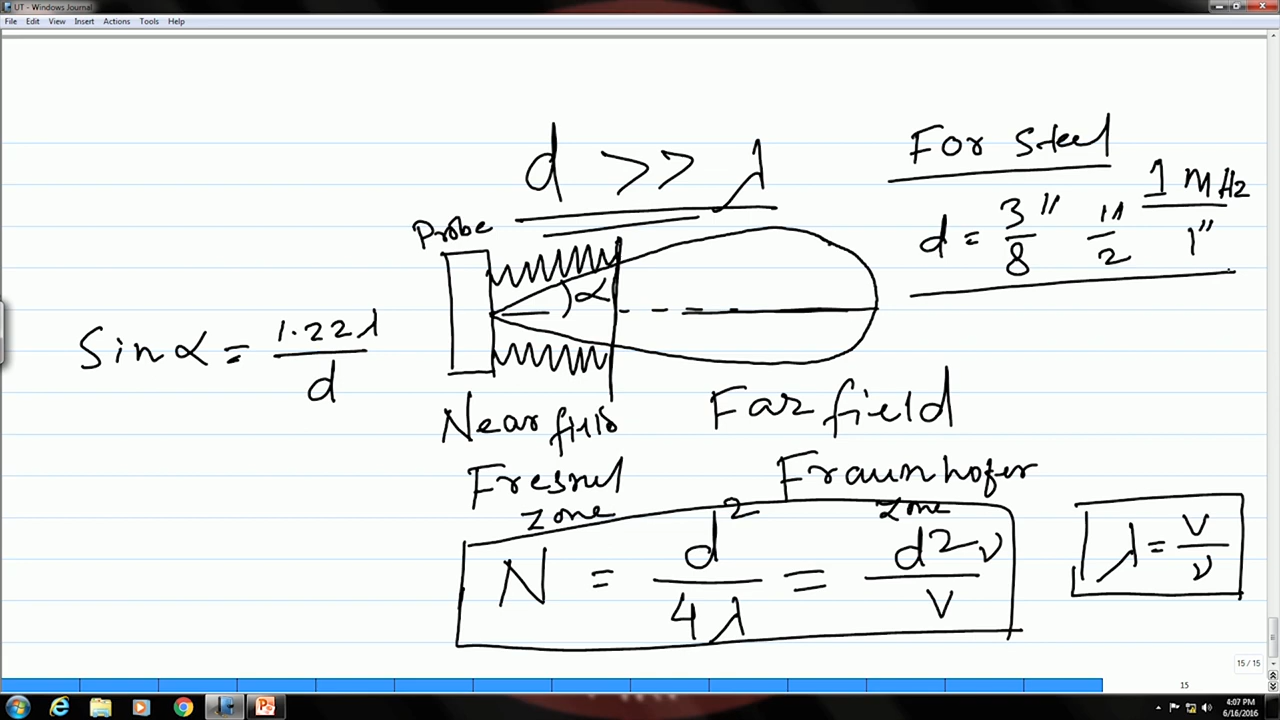 UT - Windows Journal
File Edit View Insert Actions Tools Help
d >> λ
For Steel
1 MHz
d = 3/8" 1"/2 1"
Probe
α
Sin α = 1.22λ/d
Near field
Far field
Fresnel zone
Fraunhofer zone
N = d²/4λ = d²ν/V
λ = V/ν
15 / 15
15
4:07 PM
6/16/2016